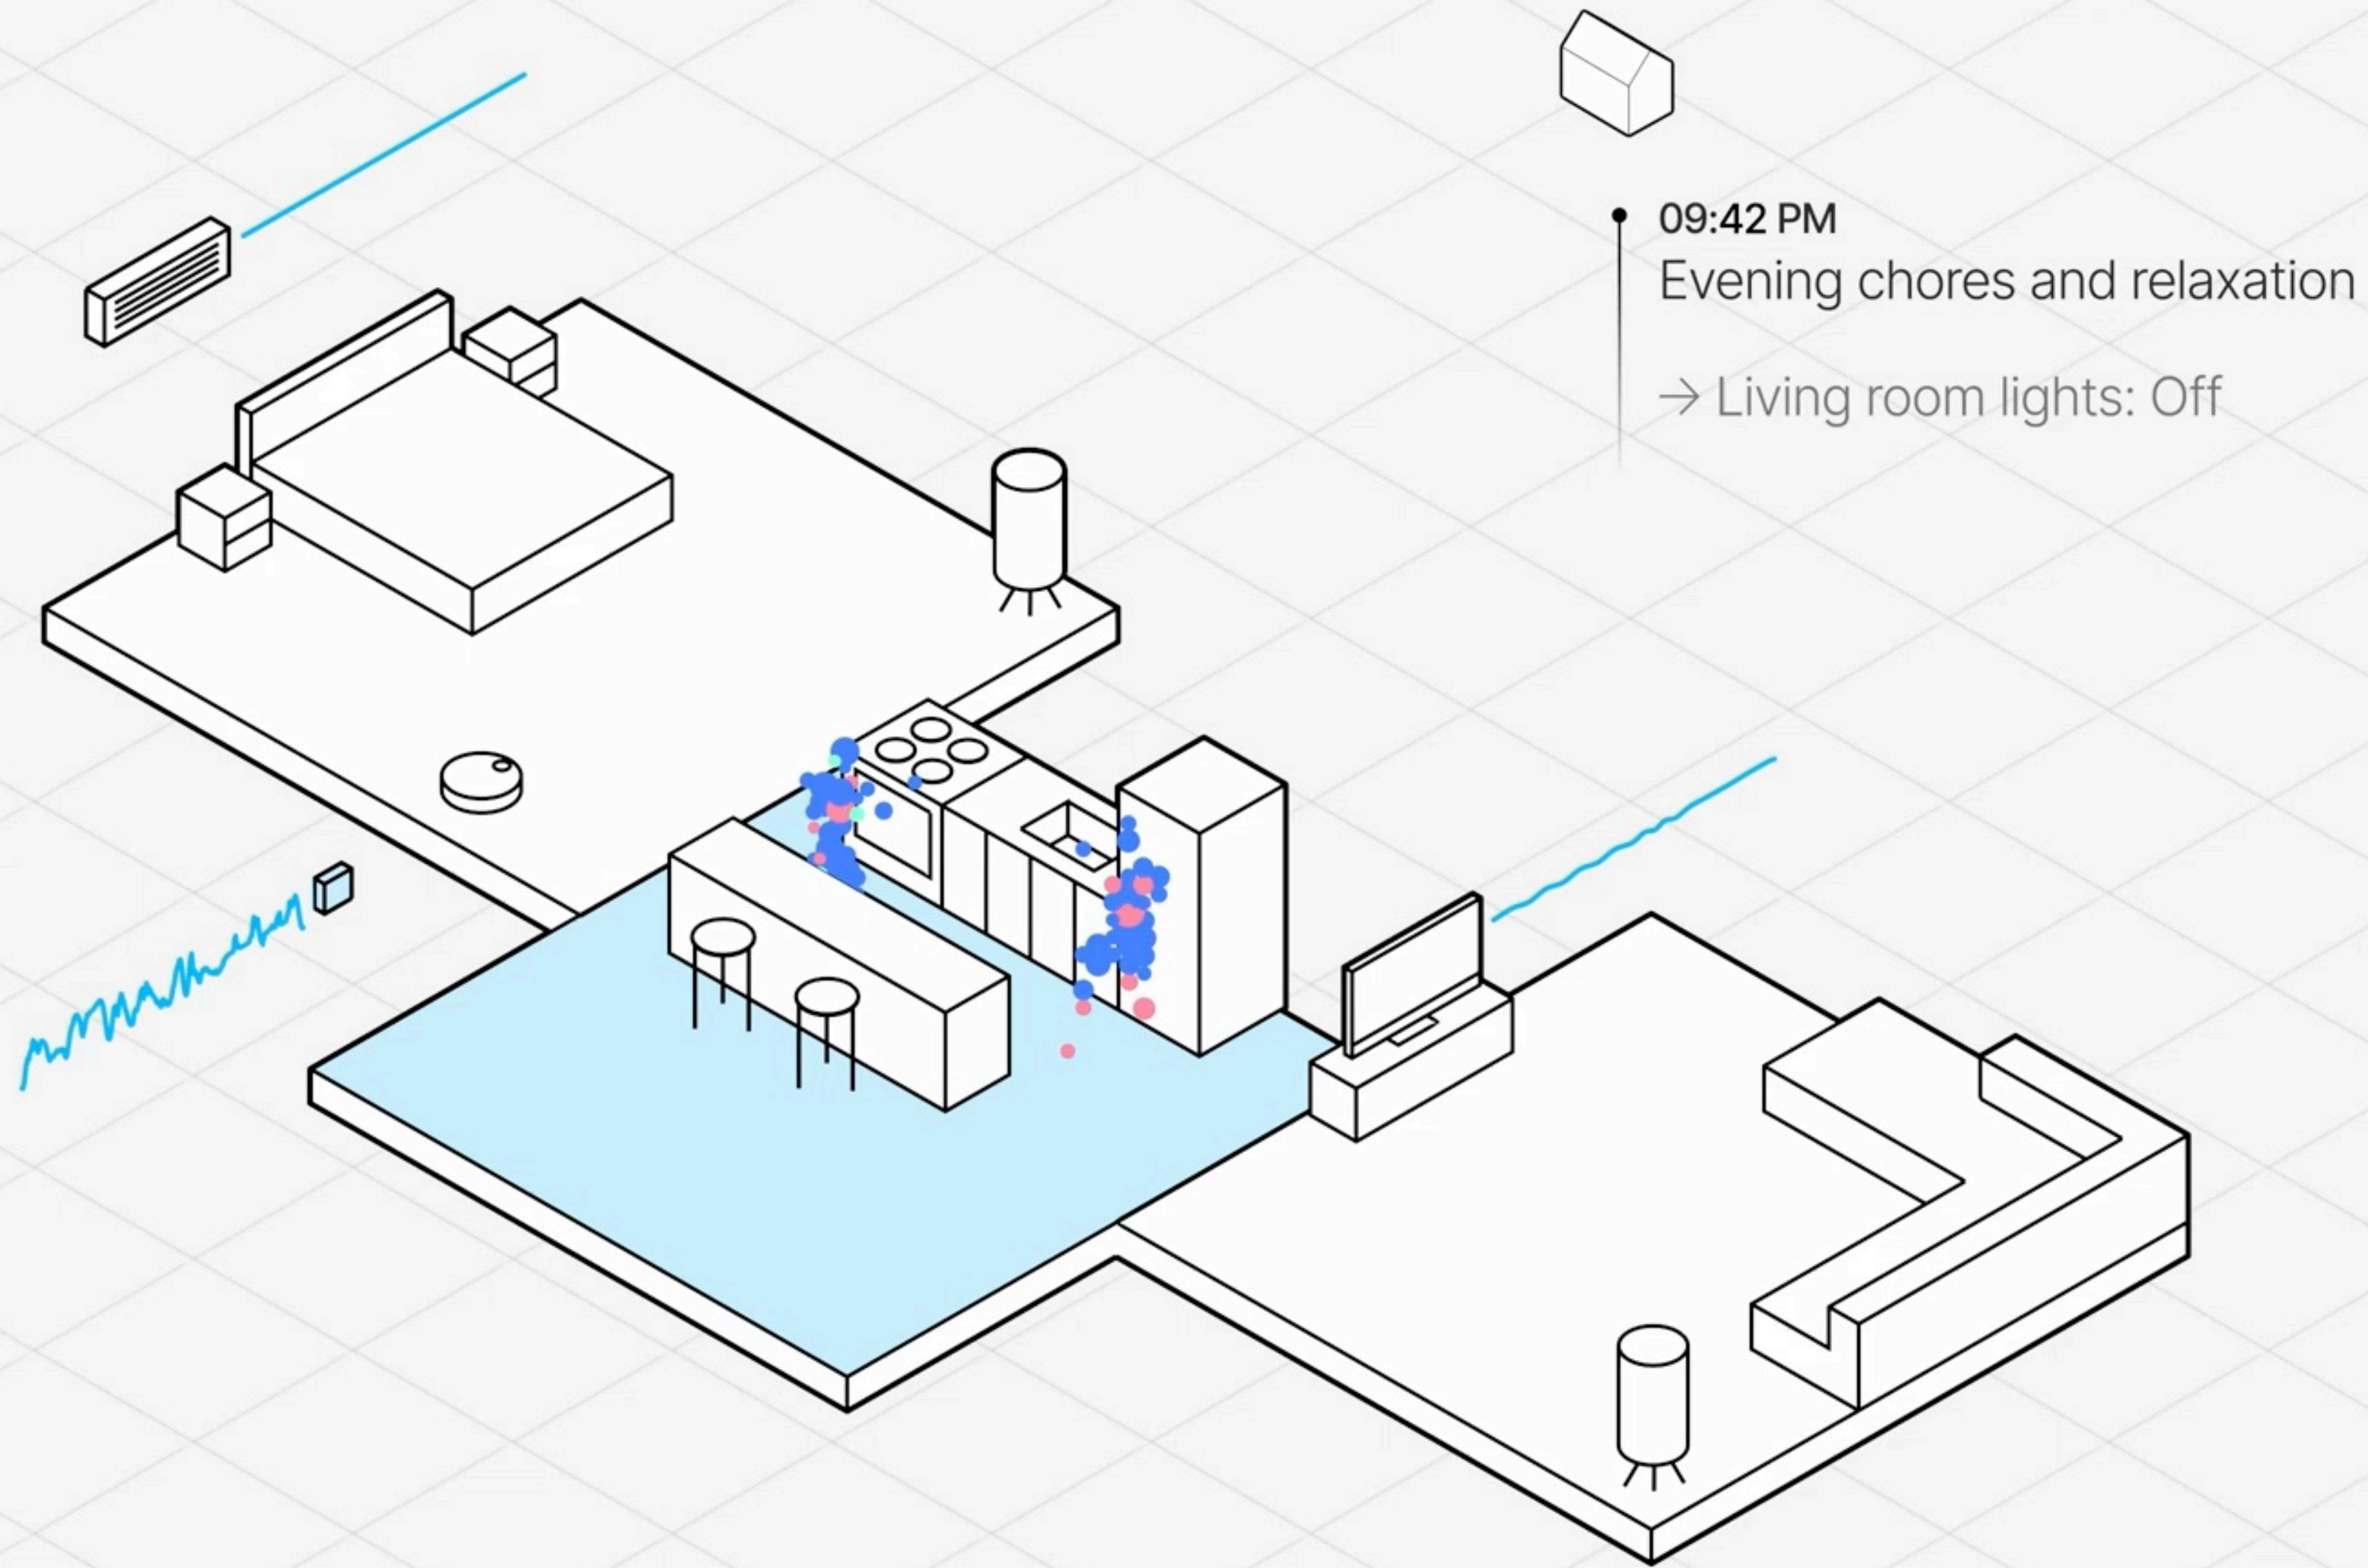 09:42 PM
Evening chores and relaxation
→ Living room lights: Off